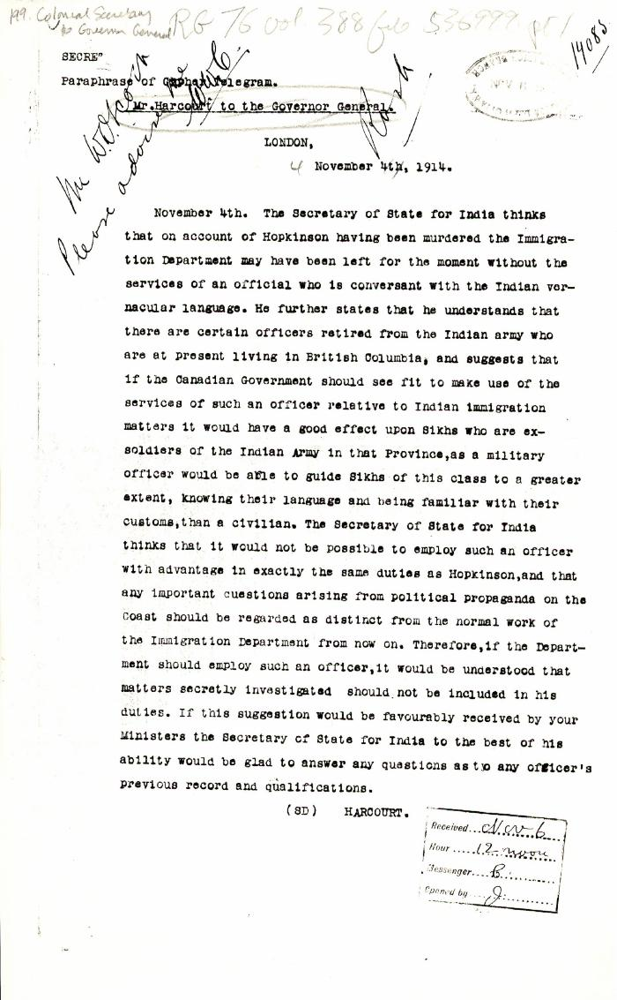 199. Colonial Secretary
to Governor General
RG 76 vol. 388 file 536999 pt 1
14085
SECRE"
Paraphrase of Cypher Telegram.
Mr.Harcourt to the Governor General.
LONDON,
4 November 4th, 1914.
Mr W.D.
Please advise me
November 4th. The Secretary of State for India thinks
that on account of Hopkinson having been murdered the Immigra-
tion Department may have been left for the moment without the
services of an official who is conversant with the Indian ver-
nacular language. He further states that he understands that
there are certain officers retired from the Indian army who
are at present living in British Columbia, and suggests that
if the Canadian Government should see fit to make use of the
services of such an officer relative to Indian immigration
matters it would have a good effect upon Sikhs who are ex-
soldiers of the Indian Army in that Province,as a military
officer would be able to guide Sikhs of this class to a greater
extent, knowing their language and being familiar with their
customs,than a civilian. The Secretary of State for India
thinks that it would not be possible to employ such an officer
with advantage in exactly the same duties as Hopkinson,and that
any important cuestions arising from political propaganda on the
Coast should be regarded as distinct from the normal work of
the Immigration Department from now on. Therefore,if the Depart-
ment should employ such an officer,it would be understood that
matters secretly investigated should not be included in his
duties. If this suggestion would be favourably received by your
Ministers the Secretary of State for India to the best of his
ability would be glad to answer any questions as to any officer's
previous record and qualifications.
(SD) HARCOURT.
Received...Nov 6
Hour .....12 noon
Messenger....B.
Opened by ....J.